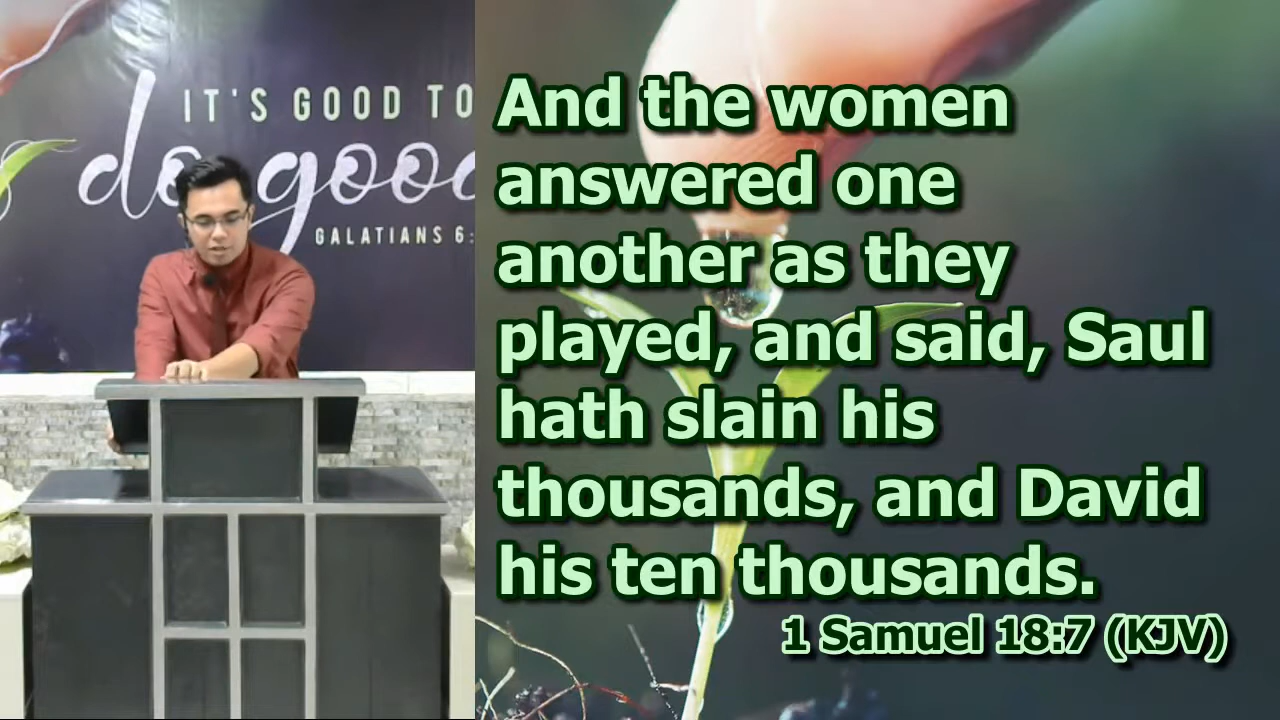 IT'S GOOD TO
do good
GALATIANS 6:
And the women
answered one
another as they
played, and said, Saul
hath slain his
thousands, and David
his ten thousands.
1 Samuel 18:7 (KJV)